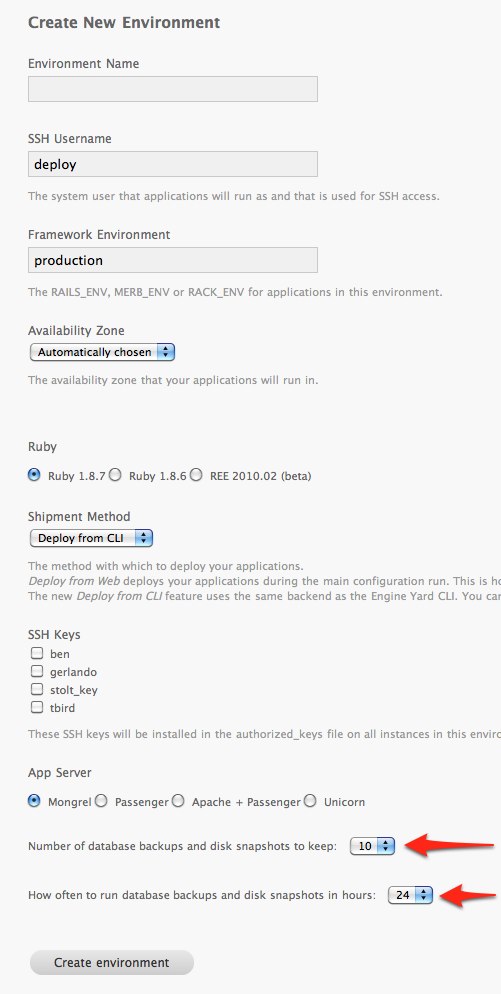 Create New Environment
Environment Name
SSH Username
deploy
The system user that applications will run as and that is used for SSH access.
Framework Environment
production
The RAILS_ENV, MERB_ENV or RACK_ENV for applications in this environment.
Availability Zone
Automatically chosen
The availability zone that your applications will run in.
Ruby
Ruby 1.8.7 Ruby 1.8.6 REE 2010.02 (beta)
Shipment Method
Deploy from CLI
The method with which to deploy your applications.
Deploy from Web deploys your applications during the main configuration run. This is
The new Deploy from CLI feature uses the same backend as the Engine Yard CLI. You
SSH Keys
ben
gerlando
stolt_key
tbird
These SSH keys will be installed in the authorized_keys file on all instances in this
App Server
Mongrel Passenger Apache + Passenger Unicorn
Number of database backups and disk snapshots to keep: 10
How often to run database backups and disk snapshots in hours: 24
Create environment